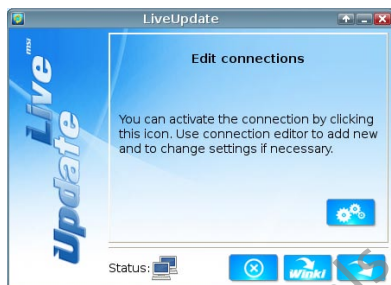 LiveUpdate
msi
Live
Update
Edit connections
You can activate the connection by clicking
this icon. Use connection editor to add new
and to change settings if necessary.
Status:
Winki